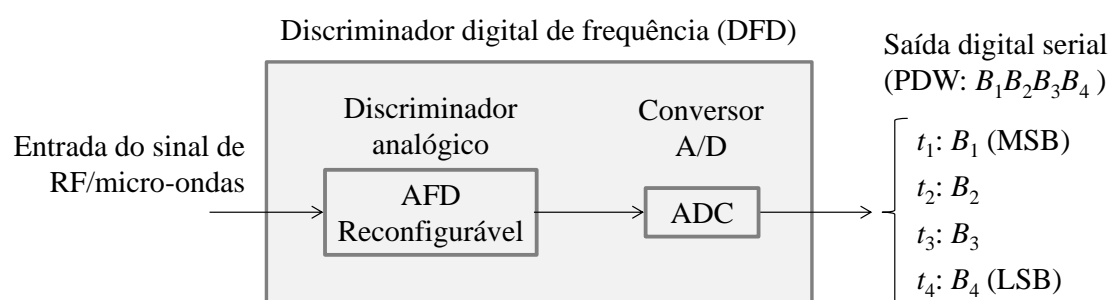 Discriminador digital de frequência (DFD)
Saída digital serial
(PDW: B1B2B3B4 )
Discriminador
analógico
Conversor
A/D
Entrada do sinal de
RF/micro-ondas
AFD
Reconfigurável
ADC
t1: B1 (MSB)
t2: B2
t3: B3
t4: B4 (LSB)